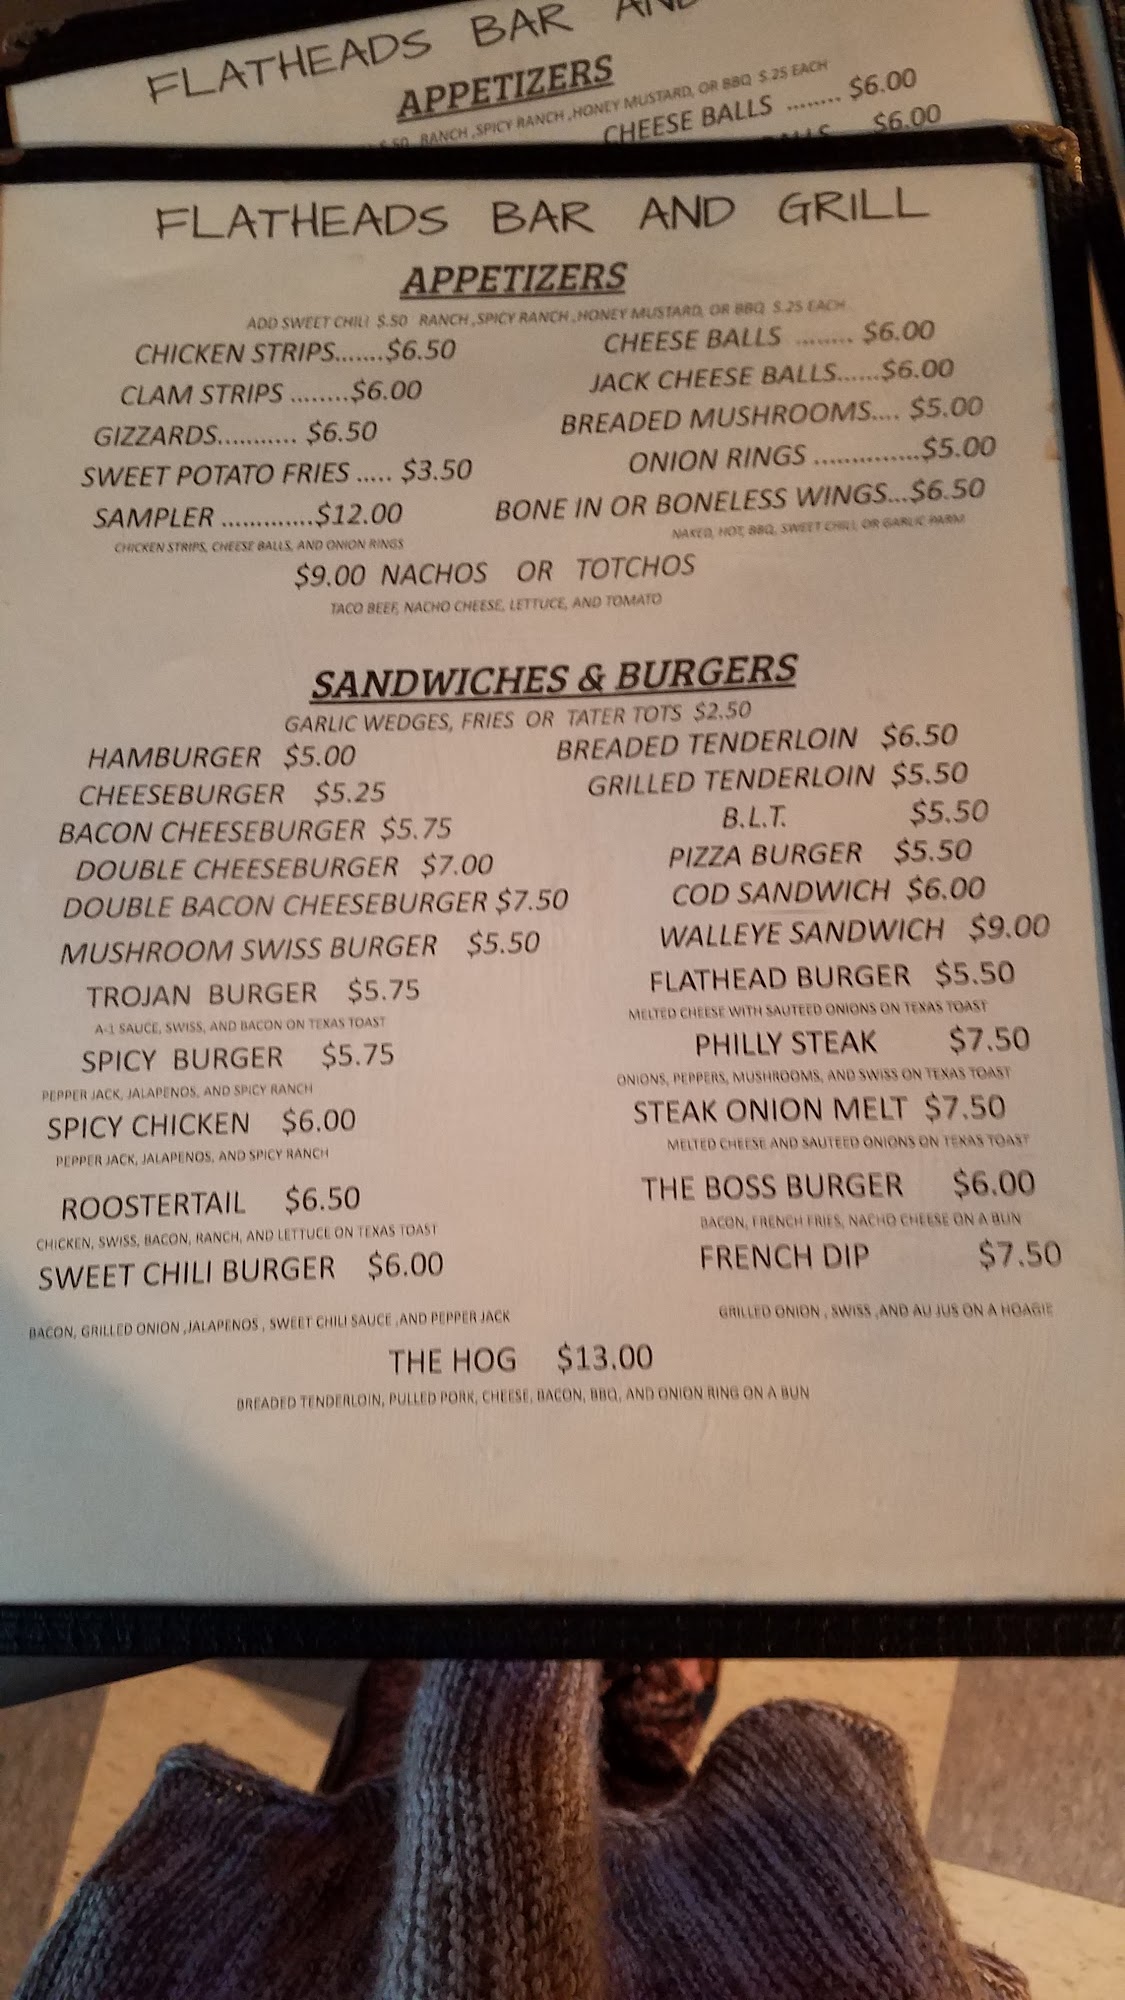 FLATHEADS BAR
APPETIZERS
RANCH ,SPICY RANCH ,HONEY MUSTARD, OR BBQ $.25 EACH
CHEESE BALLS ........ $6.00
$6.00
FLATHEADS BAR AND GRILL
APPETIZERS
ADD SWEET CHILI $.50 RANCH ,SPICY RANCH ,HONEY MUSTARD, OR BBQ $.25 EACH
CHICKEN STRIPS.......$6.50
CHEESE BALLS ........ $6.00
CLAM STRIPS ........$6.00
JACK CHEESE BALLS......$6.00
GIZZARDS........... $6.50
BREADED MUSHROOMS.... $5.00
SWEET POTATO FRIES ..... $3.50
ONION RINGS ...............$5.00
SAMPLER .............$12.00
BONE IN OR BONELESS WINGS...$6.50
CHICKEN STRIPS, CHEESE BALLS, AND ONION RINGS
NAKED, HOT, BBQ, SWEET CHILI, OR GARLIC PARM
$9.00 NACHOS OR TOTCHOS
TACO BEEF, NACHO CHEESE, LETTUCE, AND TOMATO
SANDWICHES & BURGERS
GARLIC WEDGES, FRIES OR TATER TOTS $2.50
HAMBURGER $5.00
BREADED TENDERLOIN $6.50
CHEESEBURGER $5.25
GRILLED TENDERLOIN $5.50
BACON CHEESEBURGER $5.75
B.L.T. $5.50
DOUBLE CHEESEBURGER $7.00
PIZZA BURGER $5.50
DOUBLE BACON CHEESEBURGER $7.50
COD SANDWICH $6.00
MUSHROOM SWISS BURGER $5.50
WALLEYE SANDWICH $9.00
TROJAN BURGER $5.75
A-1 SAUCE, SWISS, AND BACON ON TEXAS TOAST
FLATHEAD BURGER $5.50
MELTED CHEESE WITH SAUTEED ONIONS ON TEXAS TOAST
SPICY BURGER $5.75
PEPPER JACK, JALAPENOS, AND SPICY RANCH
PHILLY STEAK $7.50
ONIONS, PEPPERS, MUSHROOMS, AND SWISS ON TEXAS TOAST
SPICY CHICKEN $6.00
PEPPER JACK, JALAPENOS, AND SPICY RANCH
STEAK ONION MELT $7.50
MELTED CHEESE AND SAUTEED ONIONS ON TEXAS TOAST
ROOSTERTAIL $6.50
CHICKEN, SWISS, BACON, RANCH, AND LETTUCE ON TEXAS TOAST
THE BOSS BURGER $6.00
BACON, FRENCH FRIES, NACHO CHEESE ON A BUN
SWEET CHILI BURGER $6.00
BACON, GRILLED ONION ,JALAPENOS , SWEET CHILI SAUCE ,AND PEPPER JACK
FRENCH DIP $7.50
GRILLED ONION , SWISS ,AND AU JUS ON A HOAGIE
THE HOG $13.00
BREADED TENDERLOIN, PULLED PORK, CHEESE, BACON, BBQ, AND ONION RING ON A BUN